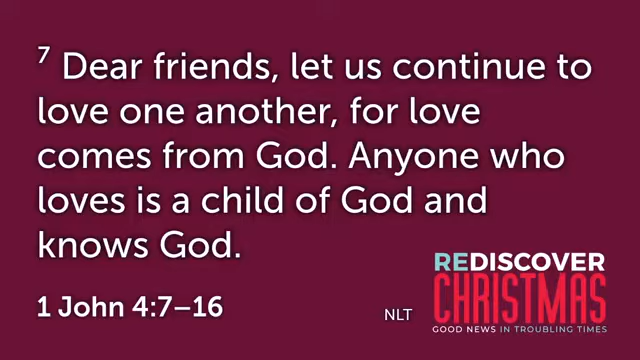 7 Dear friends, let us continue to
love one another, for love
comes from God. Anyone who
loves is a child of God and
knows God.
1 John 4:7–16
NLT
REDISCOVER
CHRISTMAS
GOOD NEWS IN TROUBLING TIMES